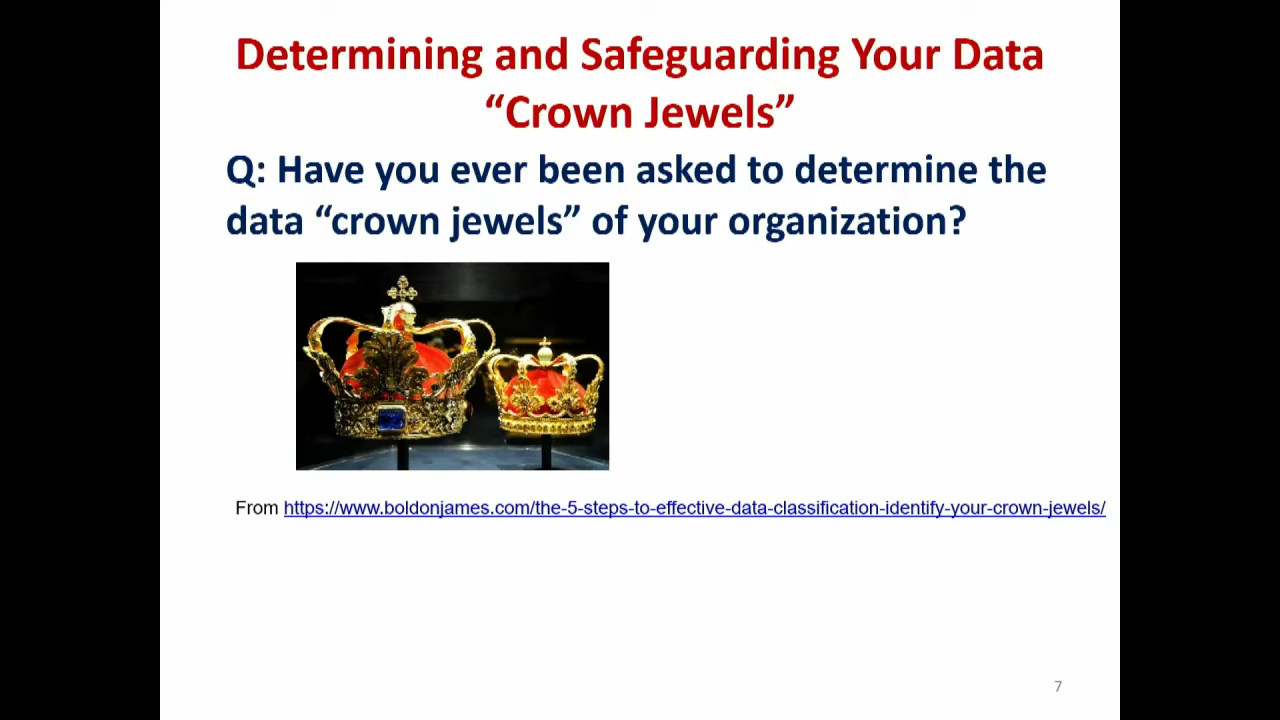 Determining and Safeguarding Your Data
“Crown Jewels”
Q: Have you ever been asked to determine the
data “crown jewels” of your organization?
From https://www.boldonjames.com/the-5-steps-to-effective-data-classification-identify-your-crown-jewels/
7